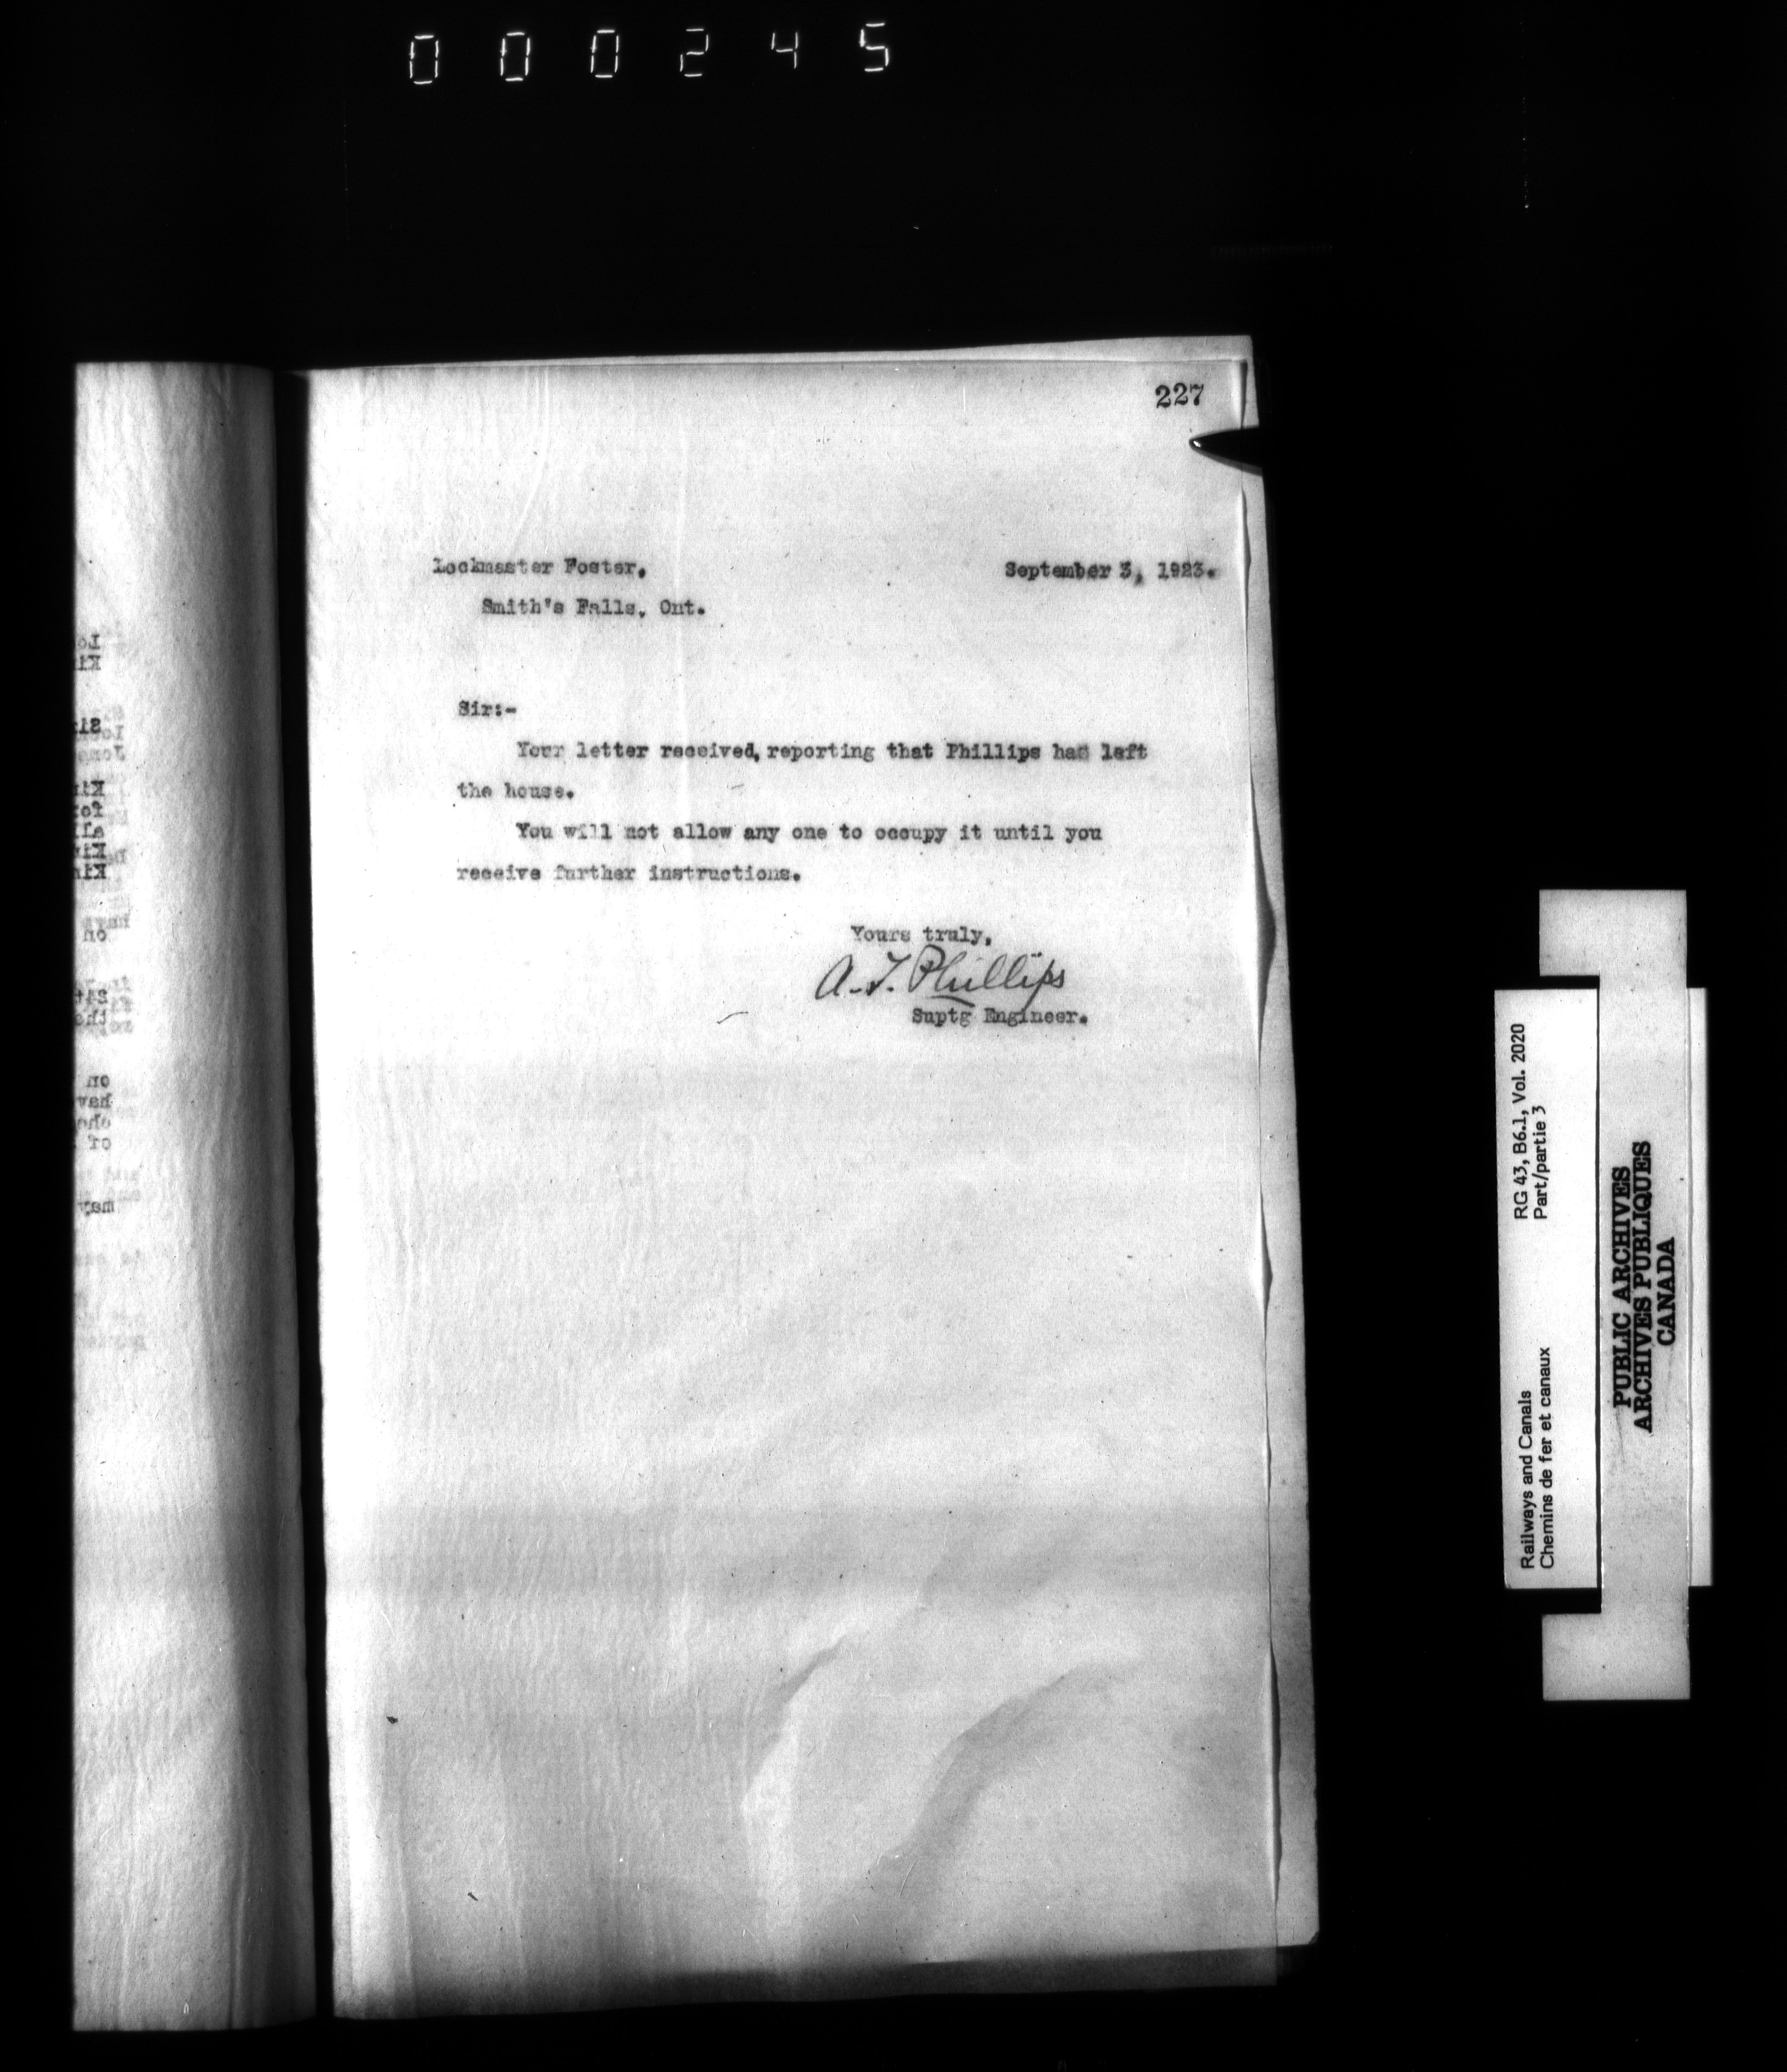 000245
227
Lockmaster Foster,
September 3, 1923.
Smith's Falls, Ont.
Sir:-
Your letter received, reporting that Phillips had left
the house.
You will not allow any one to occupy it until you
receive further instructions.
Yours truly,
A.T. Phillips
Suptg Engineer.
RG 43, B6.1, Vol. 2020
Part/partie 3
Railways and Canals
Chemins de fer et canaux
PUBLIC ARCHIVES
ARCHIVES PUBLIQUES
CANADA